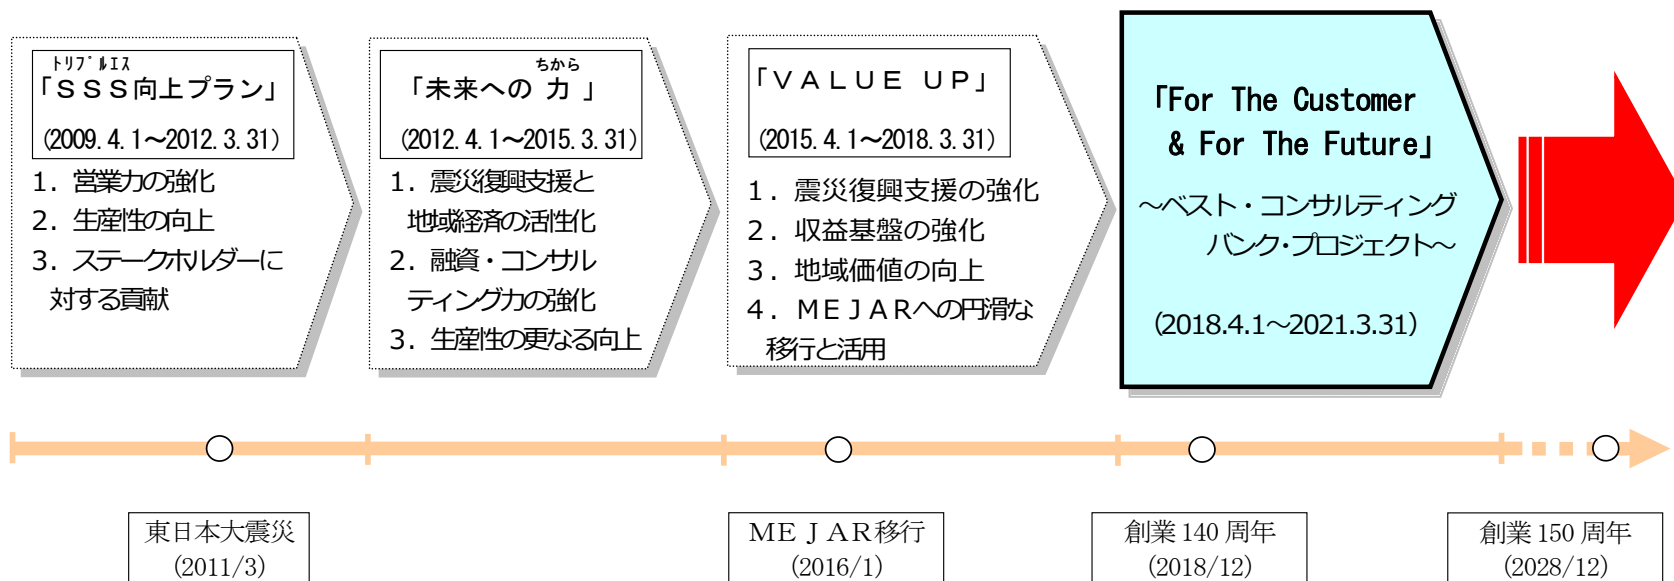 トリプルエス
「ＳＳＳ向上プラン」
(2009.4.1～2012.3.31)
1．営業力の強化
2．生産性の向上
3．ステークホルダーに
対する貢献
ちから
「未来への 力 」
(2012.4.1～2015.3.31)
1．震災復興支援と
地域経済の活性化
2．融資・コンサル
ティング力の強化
3．生産性の更なる向上
「ＶＡＬＵＥ ＵＰ」
(2015.4.1～2018.3.31)
1．震災復興支援の強化
2．収益基盤の強化
3．地域価値の向上
4．ＭＥＪＡＲへの円滑な
移行と活用
「For The Customer
& For The Future」
～ベスト・コンサルティング
バンク・プロジェクト～
(2018.4.1～2021.3.31)
東日本大震災
(2011/3)
ＭＥＪＡＲ移行
(2016/1)
創業 140 周年
(2018/12)
創業 150 周年
(2028/12)